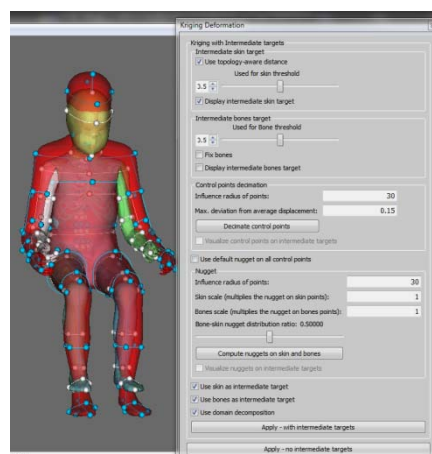 Kriging Deformation
Kriging with Intermediate targets
Intermediate skin target
Use topology-aware distance
Used for skin threshold
3.5
Display intermediate skin target
Intermediate bones target
Used for Bone threshold
3.5
Fix bones
Display intermediate bones target
Control points decimation
Influence radius of points: 30
Max. deviation from average displacement: 0.15
Decimate control points
Visualize control points on intermediate targets
Use default nugget on all control points
Nugget
Influence radius of points: 30
Skin scale (multiplies the nugget on skin points): 1
Bones scale (multiplies the nugget on bones points): 1
Bone-skin nugget distribution ratio: 0.50000
Compute nuggets on skin and bones
Visualize nuggets on intermediate targets
Use skin as intermediate target
Use bones as intermediate target
Use domain decomposition
Apply - with intermediate targets
Apply - no intermediate targets